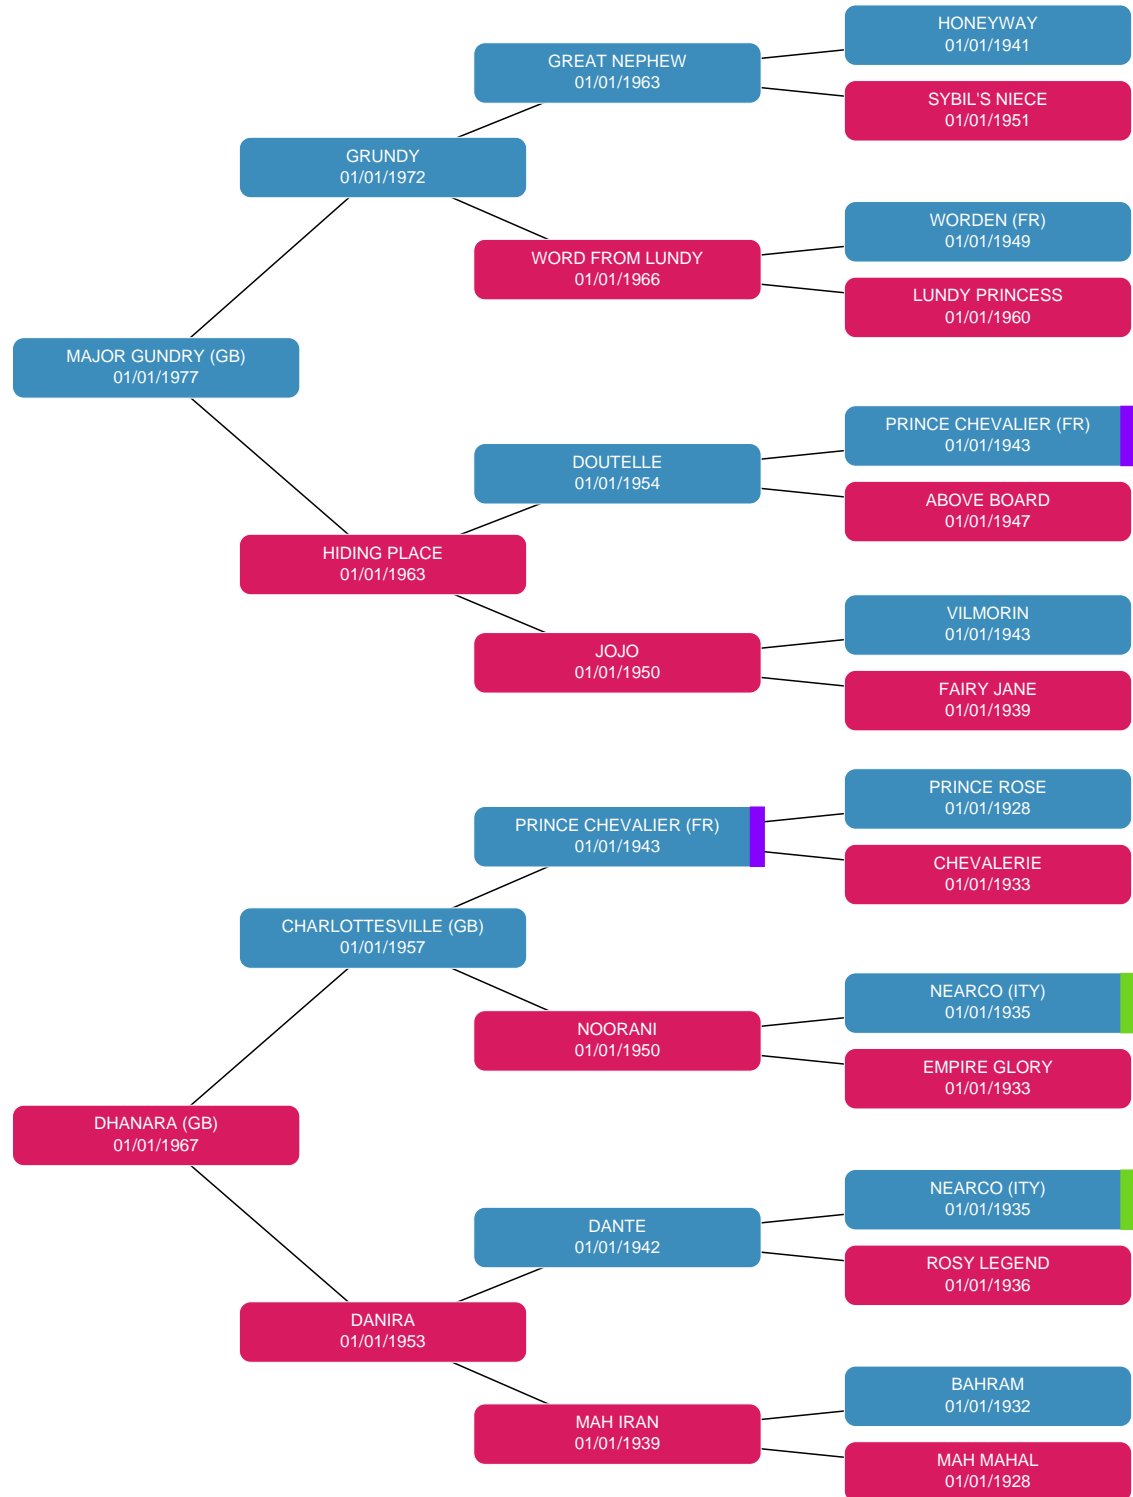 HONEYWAY
01/01/1941
GREAT NEPHEW
01/01/1963
SYBIL'S NIECE
01/01/1951
GRUNDY
01/01/1972
WORDEN (FR)
01/01/1949
WORD FROM LUNDY
01/01/1966
LUNDY PRINCESS
01/01/1960
MAJOR GUNDRY (GB)
01/01/1977
PRINCE CHEVALIER (FR)
01/01/1943
DOUTELLE
01/01/1954
ABOVE BOARD
01/01/1947
HIDING PLACE
01/01/1963
VILMORIN
01/01/1943
JOJO
01/01/1950
FAIRY JANE
01/01/1939
PRINCE ROSE
01/01/1928
PRINCE CHEVALIER (FR)
01/01/1943
CHEVALERIE
01/01/1933
CHARLOTTESVILLE (GB)
01/01/1957
NEARCO (ITY)
01/01/1935
NOORANI
01/01/1950
EMPIRE GLORY
01/01/1933
DHANARA (GB)
01/01/1967
NEARCO (ITY)
01/01/1935
DANTE
01/01/1942
ROSY LEGEND
01/01/1936
DANIRA
01/01/1953
BAHRAM
01/01/1932
MAH IRAN
01/01/1939
MAH MAHAL
01/01/1928